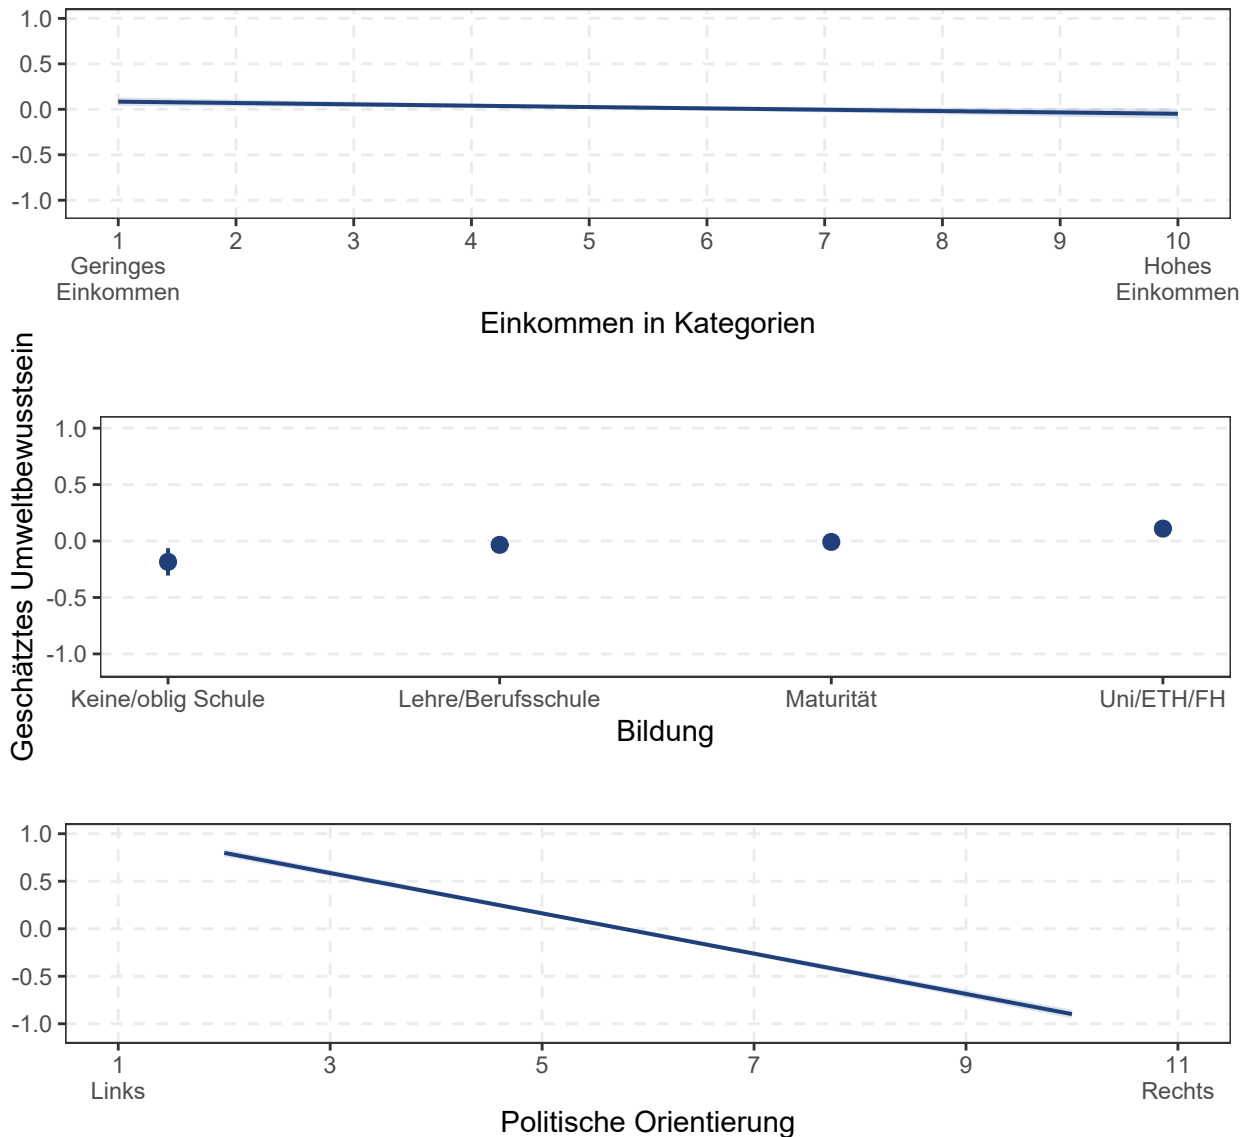 1.0
0.5
0.0
-0.5
-1.0
1 2 3 4 5 6 7 8 9 10
Geringes Hohes
Einkommen Einkommen
Einkommen in Kategorien
Geschätztes Umweltbewusstsein
1.0
0.5
0.0
-0.5
-1.0
Keine/oblig Schule Lehre/Berufsschule Maturität Uni/ETH/FH
Bildung
1.0
0.5
0.0
-0.5
-1.0
1 3 5 7 9 11
Links Rechts
Politische Orientierung